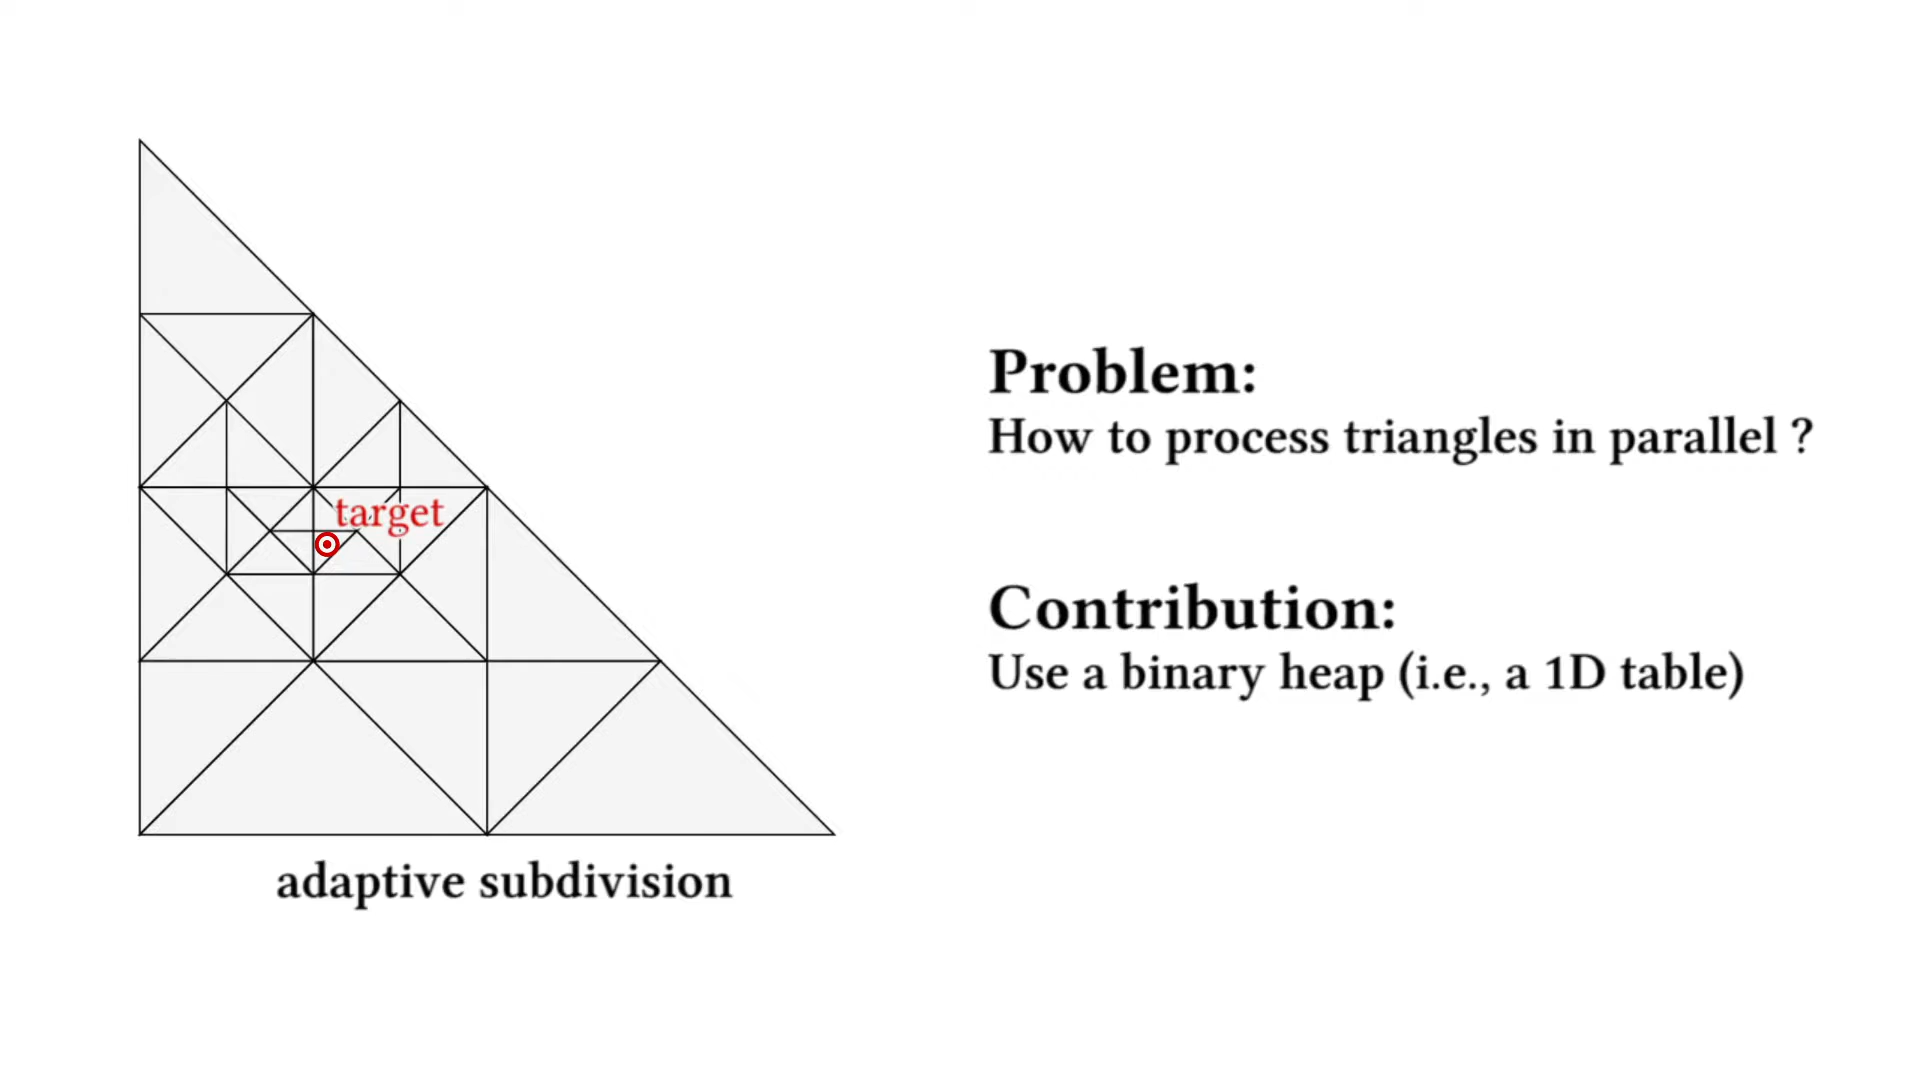 target
adaptive subdivision
Problem:
How to process triangles in parallel ?
Contribution:
Use a binary heap (i.e., a 1D table)